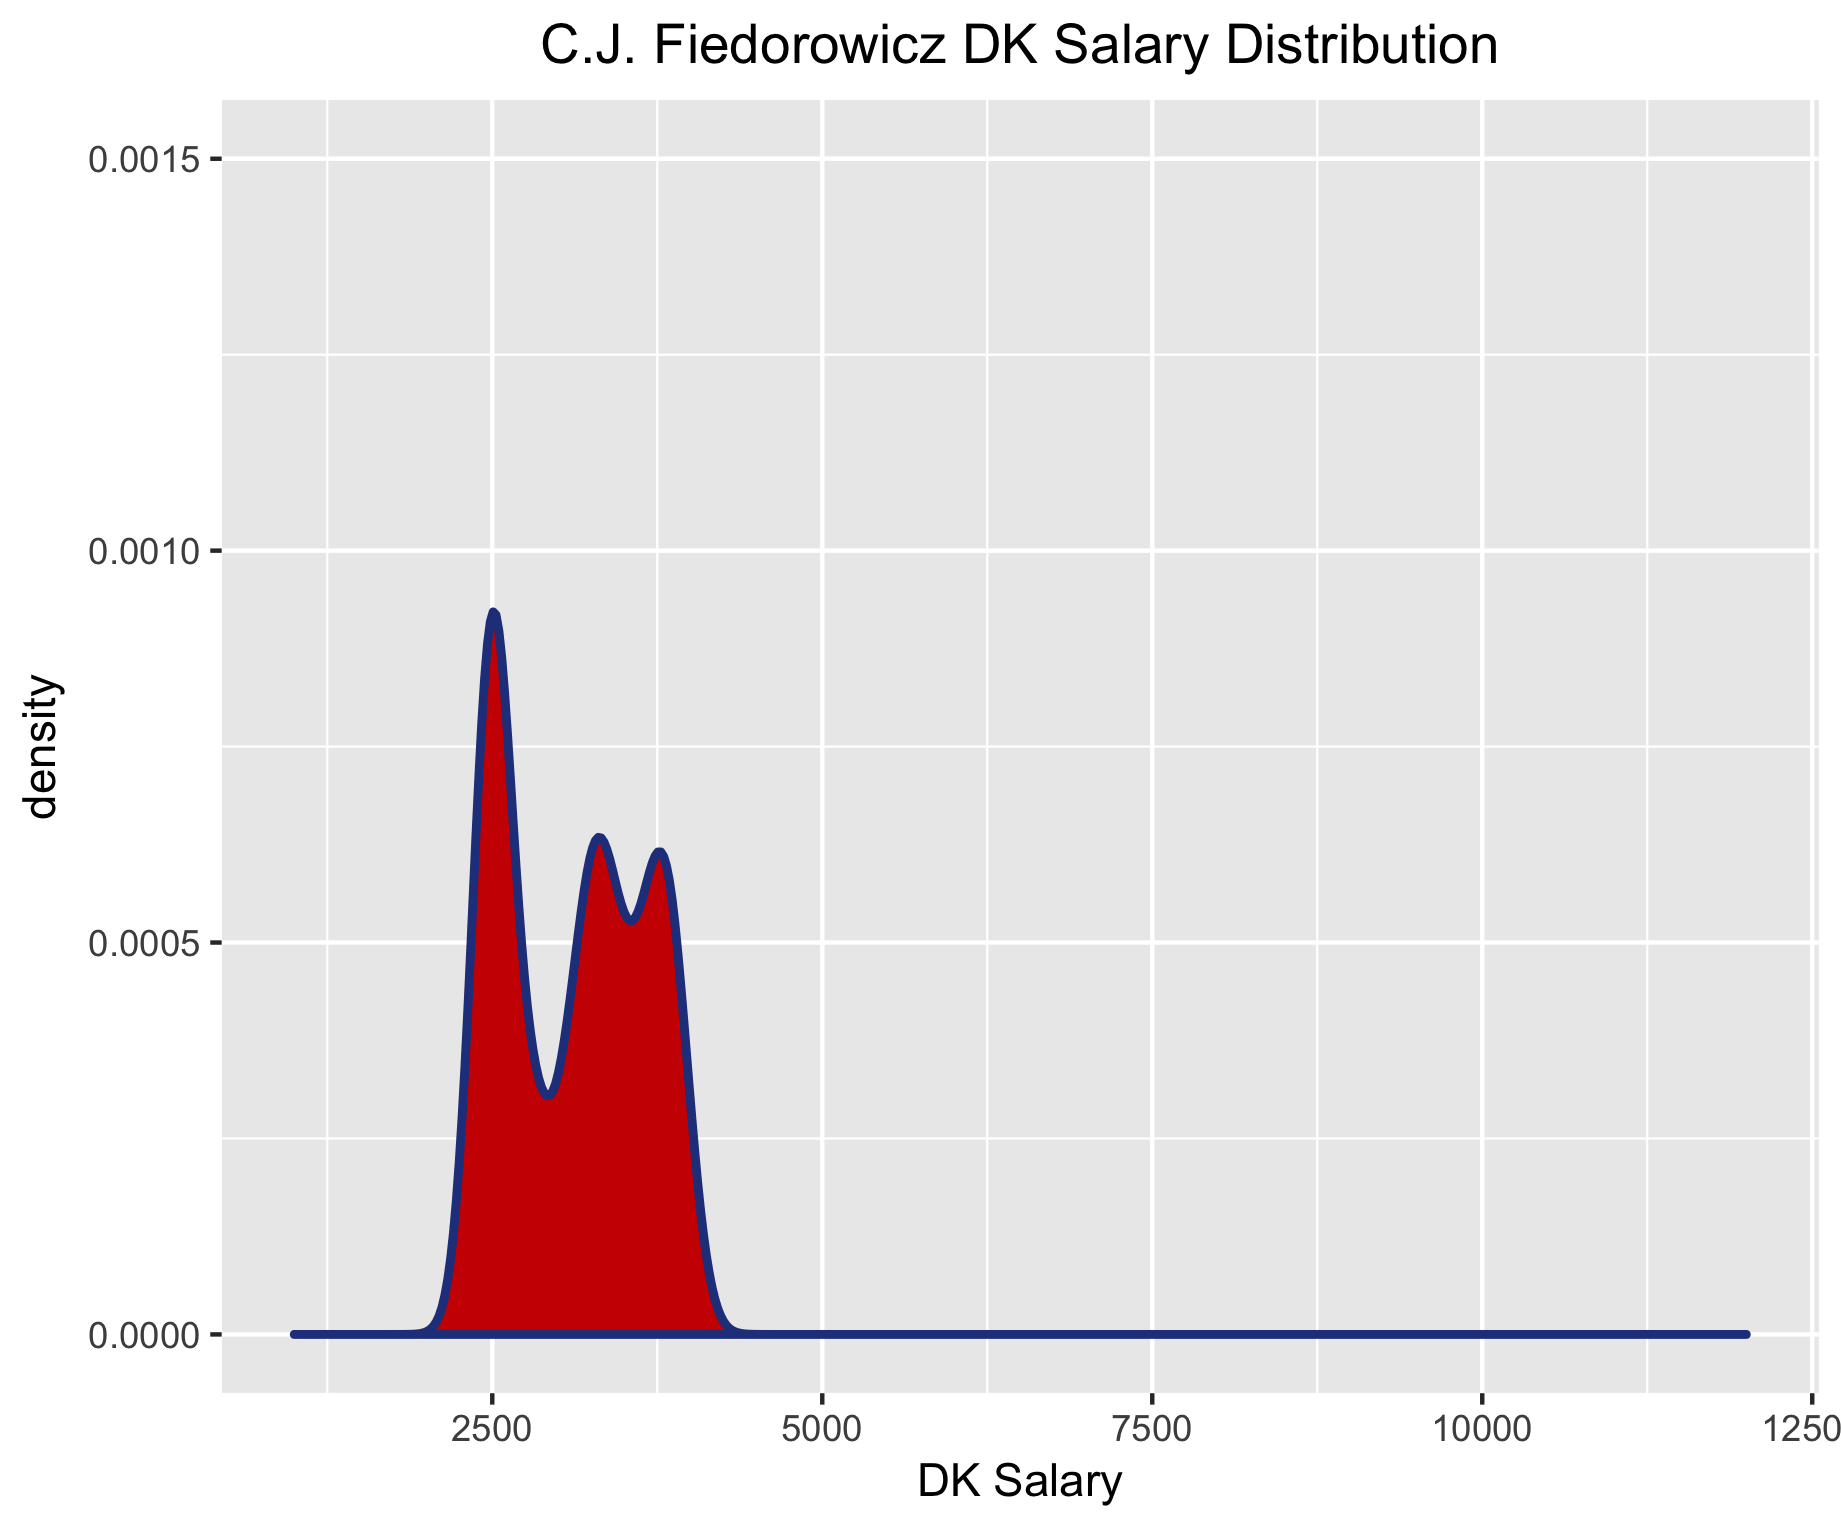 C.J. Fiedorowicz DK Salary Distribution
0.0015
0.0010
0.0005
0.0000
density
2500 5000 7500 10000 1250
DK Salary